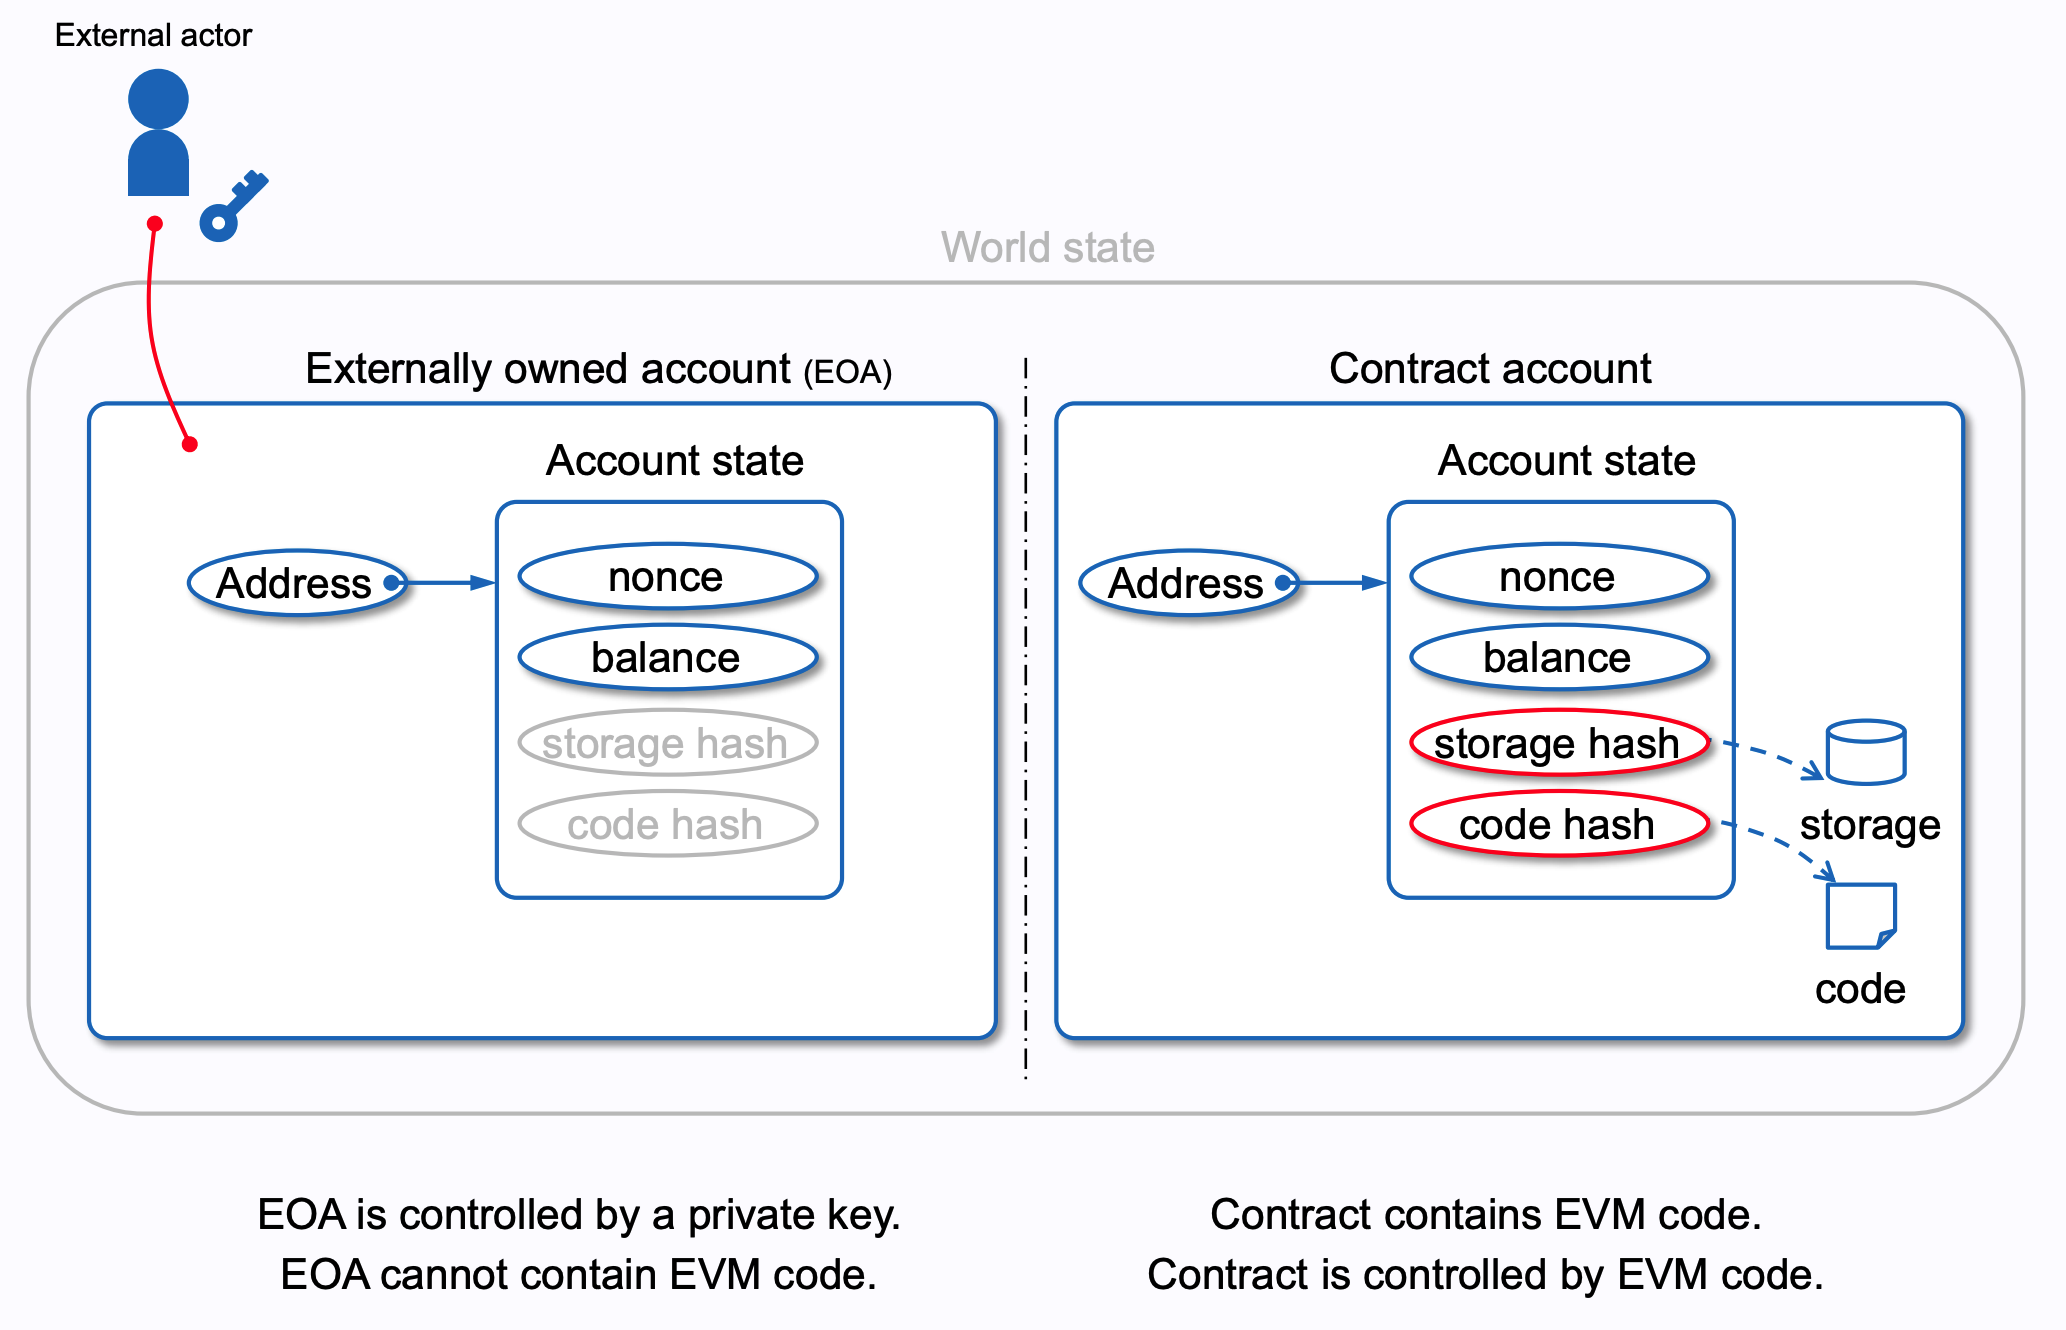 External actor
World state
Externally owned account (EOA)
Account state
Address
nonce
balance
storage hash
code hash
Contract account
Account state
Address
nonce
balance
storage hash
code hash
storage
code
EOA is controlled by a private key.
EOA cannot contain EVM code.
Contract contains EVM code.
Contract is controlled by EVM code.